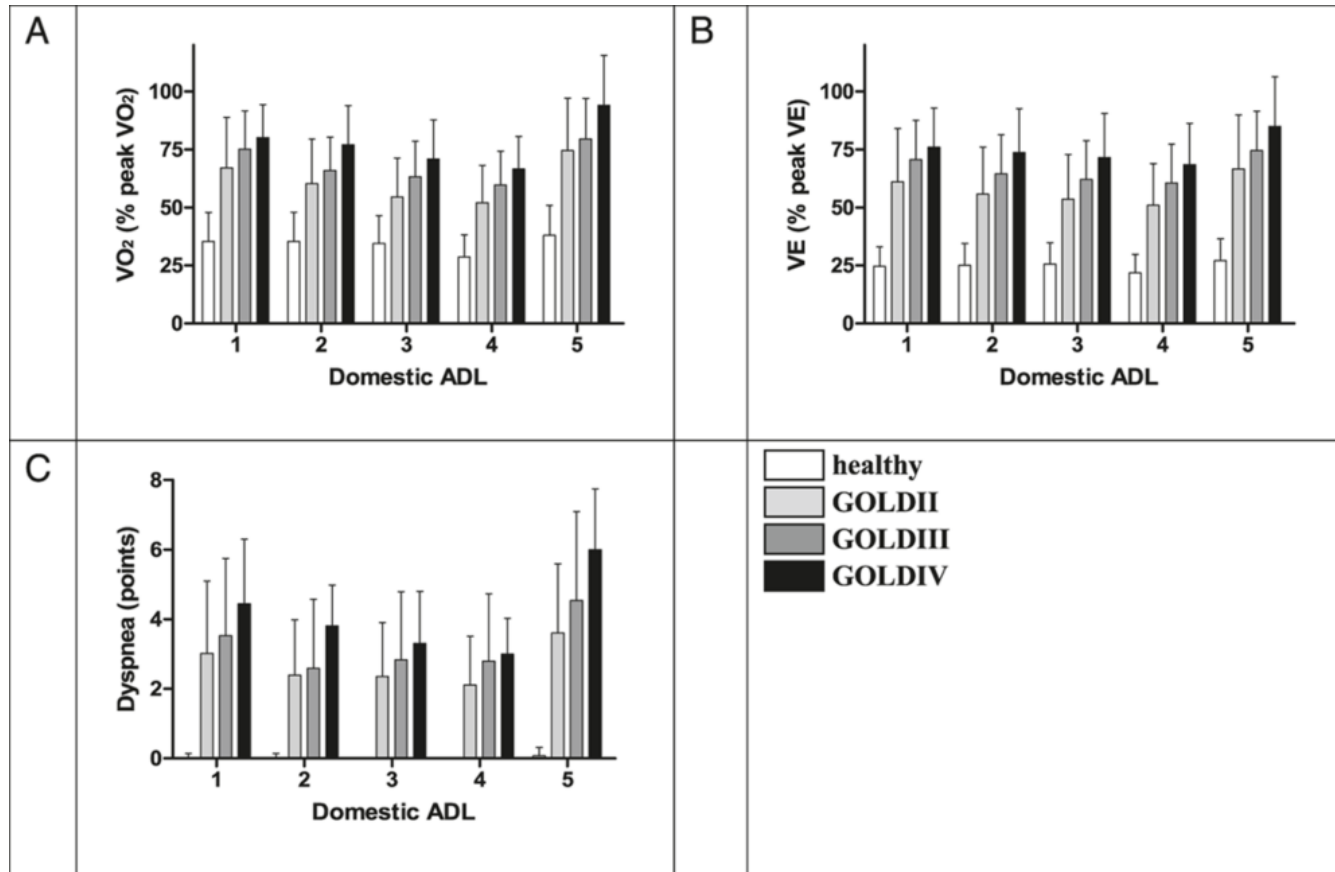 A
VO₂ (% peak VO₂)
100
75
50
25
0
1 2 3 4 5
Domestic ADL
B
VE (% peak VE)
100
75
50
25
0
1 2 3 4 5
Domestic ADL
C
Dyspnea (points)
8
6
4
2
0
1 2 3 4 5
Domestic ADL
healthy
GOLDII
GOLDIII
GOLDIV